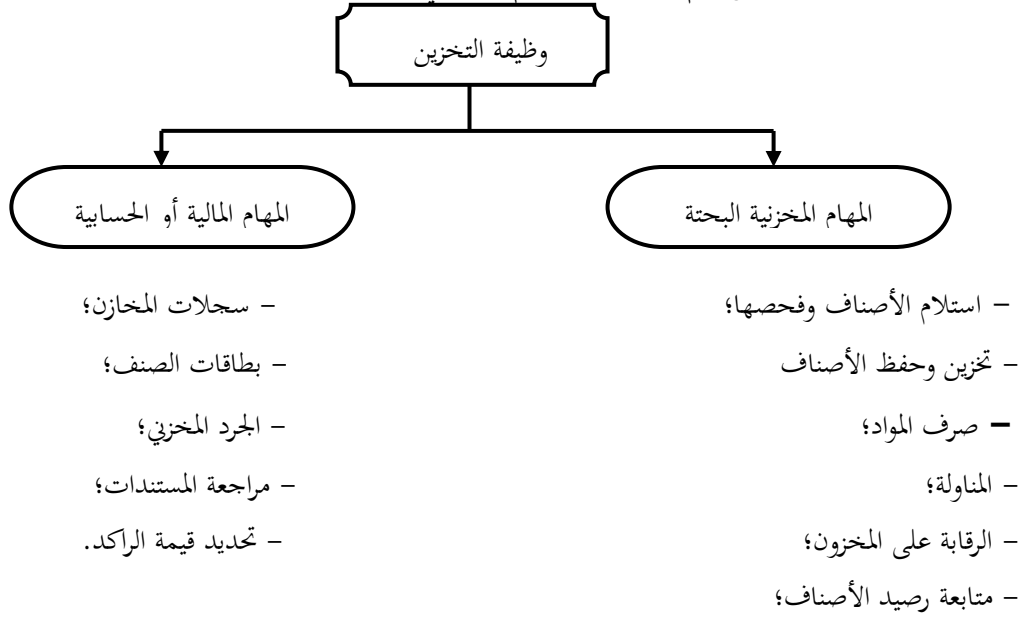 وظيفة التخزين
المهام المخزنية البحتة
المهام المالية أو الحسابية
– استلام الأصناف وفحصها؛
– تخزين وحفظ الأصناف
– صرف المواد؛
– المناولة؛
– الرقابة على المخزون؛
– متابعة رصيد الأصناف؛
– سجلات المخازن؛
– بطاقات الصنف؛
– الجرد المخزني؛
– مراجعة المستندات؛
– تحديد قيمة الراكد.